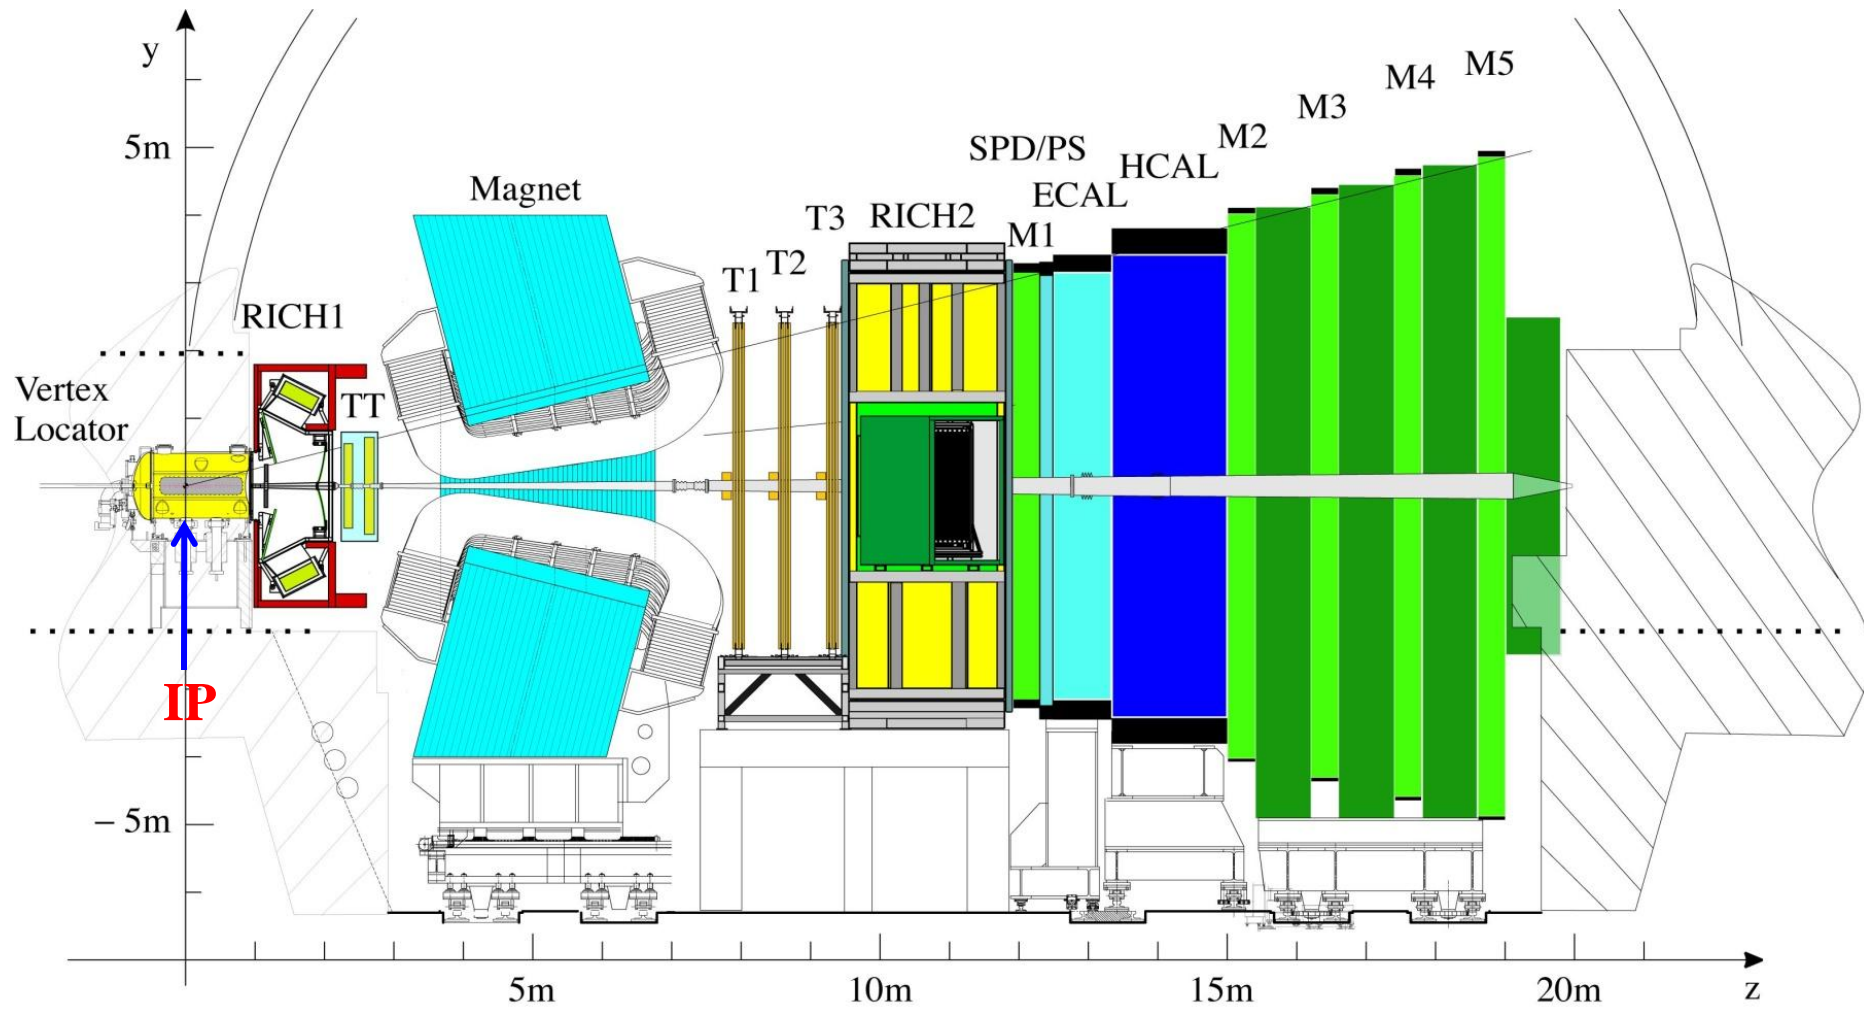 y
5m
− 5m
Vertex
Locator
RICH1
TT
Magnet
T1
T2
T3
RICH2
M1
SPD/PS
ECAL
HCAL
M2
M3
M4
M5
IP
5m
10m
15m
20m
z